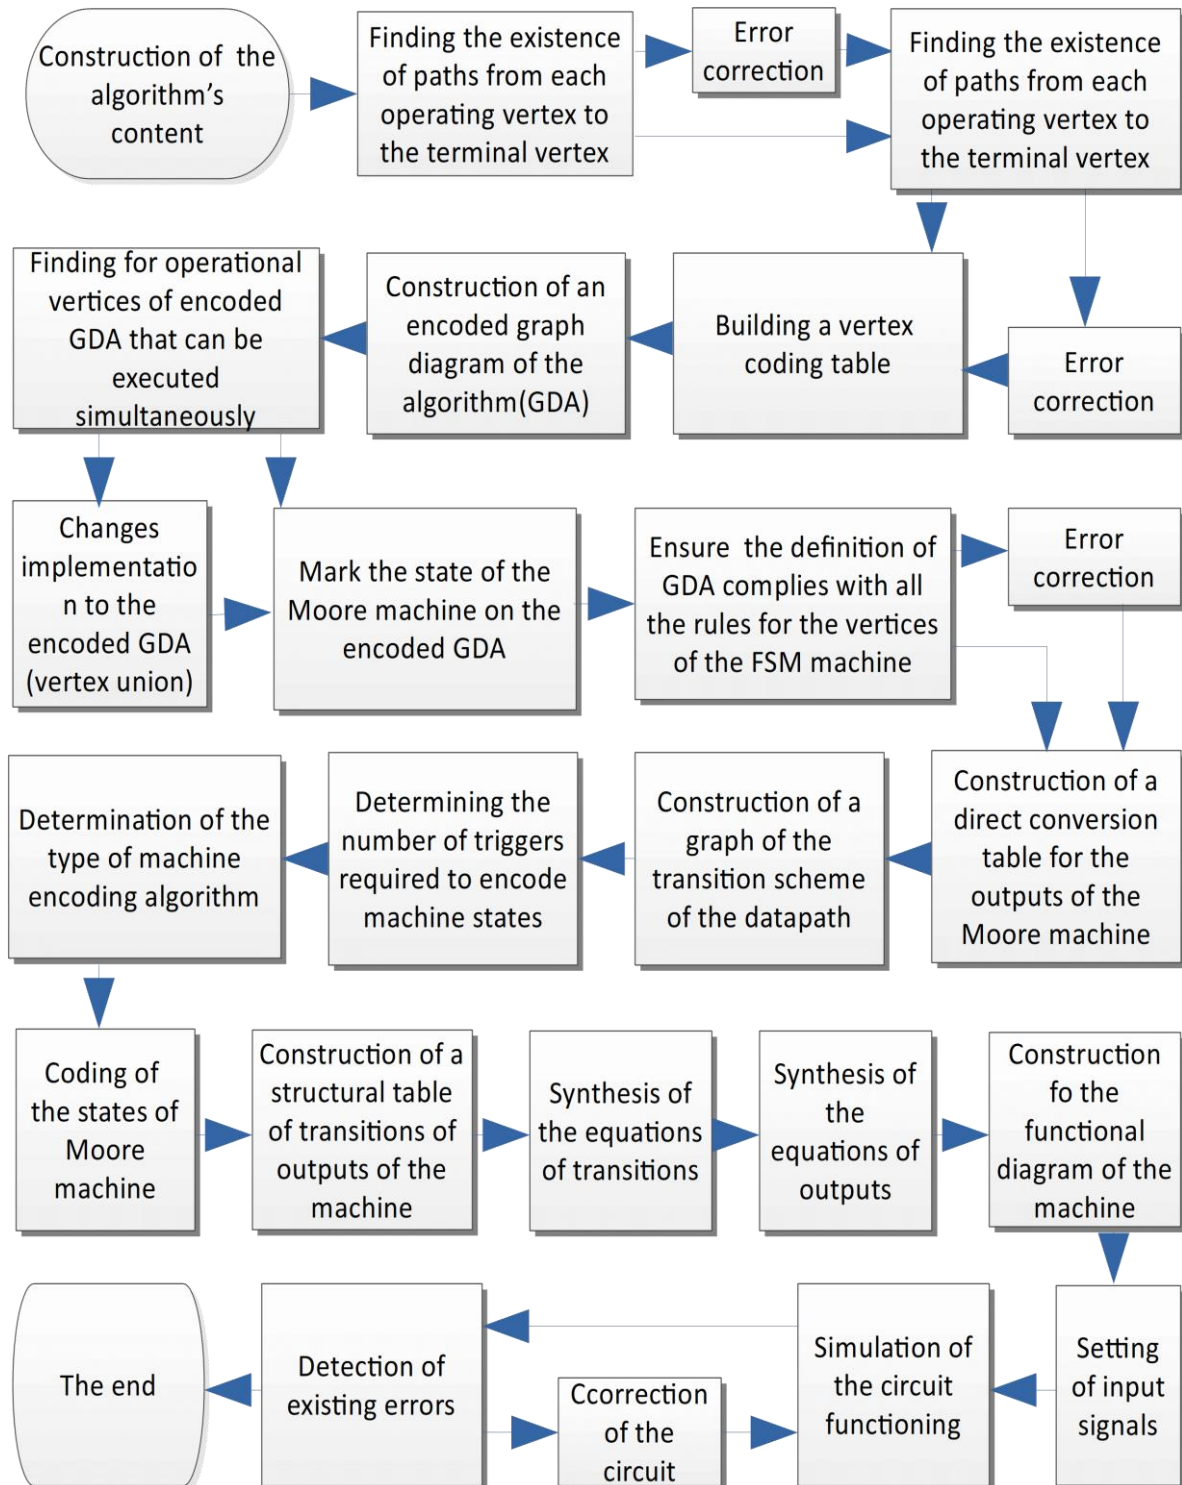 Construction of the
algorithm's
content
Finding the existence
of paths from each
operating vertex to
the terminal vertex
Error
correction
Finding the existence
of paths from each
operating vertex to
the terminal vertex
Finding for operational
vertices of encoded
GDA that can be
executed
simultaneously
Construction of an
encoded graph
diagram of the
algorithm(GDA)
Building a vertex
coding table
Error
correction
Changes
implementatio
n to the
encoded GDA
(vertex union)
Mark the state of the
Moore machine on the
encoded GDA
Ensure the definition of
GDA complies with all
the rules for the vertices
of the FSM machine
Error
correction
Determination of the
type of machine
encoding algorithm
Determining the
number of triggers
required to encode
machine states
Construction of a
graph of the
transition scheme
of the datapath
Construction of a
direct conversion
table for the
outputs of the
Moore machine
Coding of
the states of
Moore
machine
Construction of a
structural table
of transitions of
outputs of the
machine
Synthesis of
the equations
of transitions
Synthesis of
the
equations of
outputs
Construction
fo the
functional
diagram of the
machine
The end
Detection of
existing errors
Ccorrection
of the
circuit
Simulation of
the circuit
functioning
Setting
of input
signals